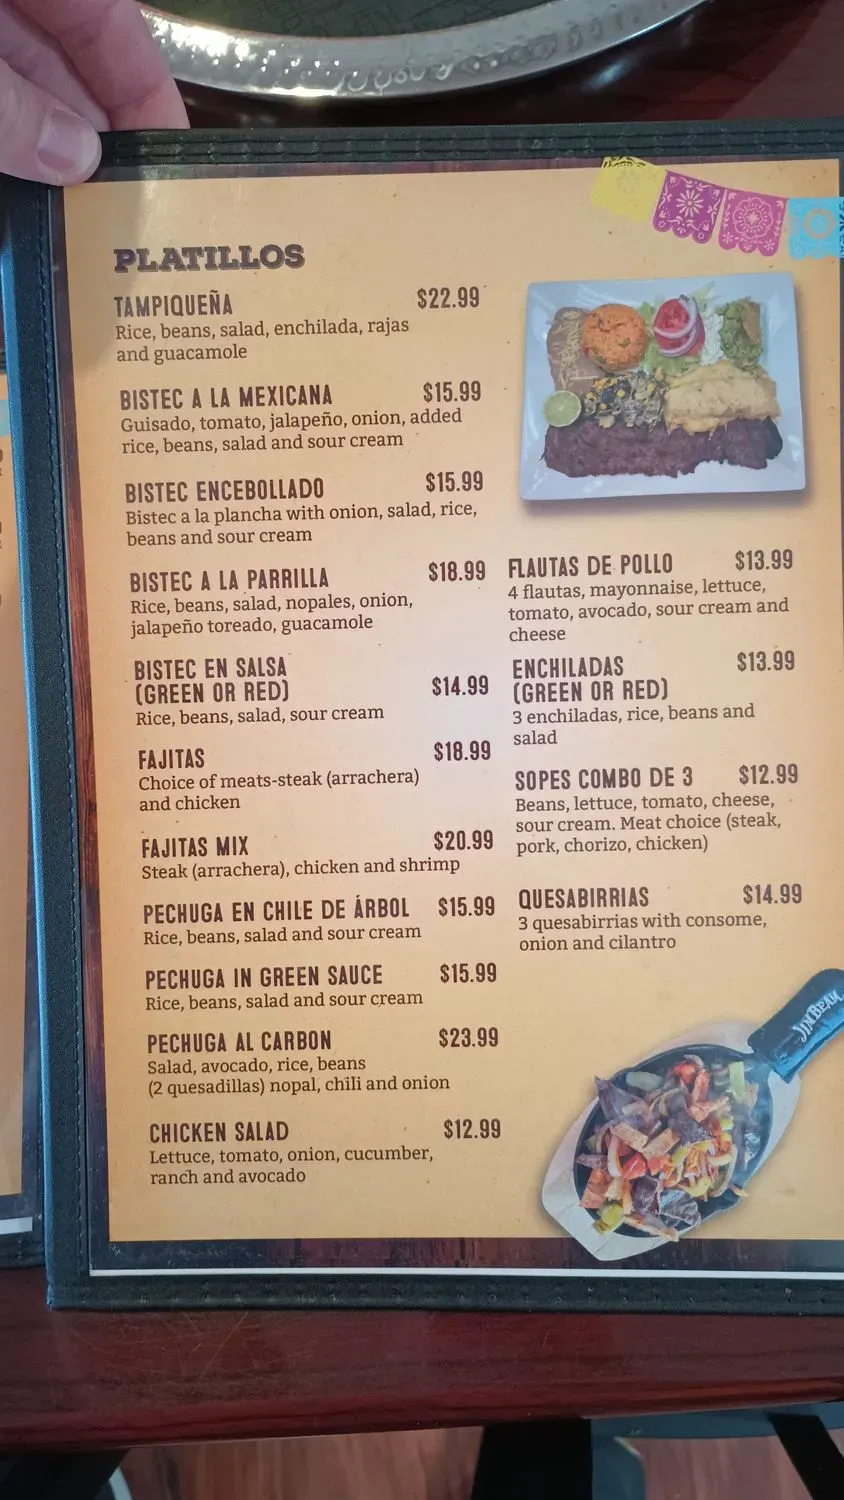 PLATILLOS
TAMPIQUEÑA $22.99
Rice, beans, salad, enchilada, rajas
and guacamole
BISTEC A LA MEXICANA $15.99
Guisado, tomato, jalapeño, onion, added
rice, beans, salad and sour cream
BISTEC ENCEBOLLADO $15.99
Bistec a la plancha with onion, salad, rice,
beans and sour cream
BISTEC A LA PARRILLA $18.99
Rice, beans, salad, nopales, onion,
jalapeño toreado, guacamole
BISTEC EN SALSA
(GREEN OR RED) $14.99
Rice, beans, salad, sour cream
FAJITAS $18.99
Choice of meats-steak (arrachera)
and chicken
FAJITAS MIX $20.99
Steak (arrachera), chicken and shrimp
PECHUGA EN CHILE DE ÁRBOL $15.99
Rice, beans, salad and sour cream
PECHUGA IN GREEN SAUCE $15.99
Rice, beans, salad and sour cream
PECHUGA AL CARBON $23.99
Salad, avocado, rice, beans
(2 quesadillas) nopal, chili and onion
CHICKEN SALAD $12.99
Lettuce, tomato, onion, cucumber,
ranch and avocado
FLAUTAS DE POLLO $13.99
4 flautas, mayonnaise, lettuce,
tomato, avocado, sour cream and
cheese
ENCHILADAS $13.99
(GREEN OR RED)
3 enchiladas, rice, beans and
salad
SOPES COMBO DE 3 $12.99
Beans, lettuce, tomato, cheese,
sour cream. Meat choice (steak,
pork, chorizo, chicken)
QUESABIRRIAS $14.99
3 quesabirrias with consome,
onion and cilantro
JIM BEAM